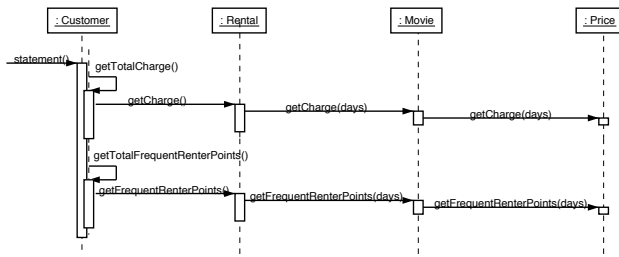 : Customer
: Rental
: Movie
: Price
statement()
getTotalCharge()
getCharge()
getCharge(days)
getCharge(days)
getTotalFrequentRenterPoints()
getFrequentRenterPoints()
getFrequentRenterPoints(days)
getFrequentRenterPoints(days)